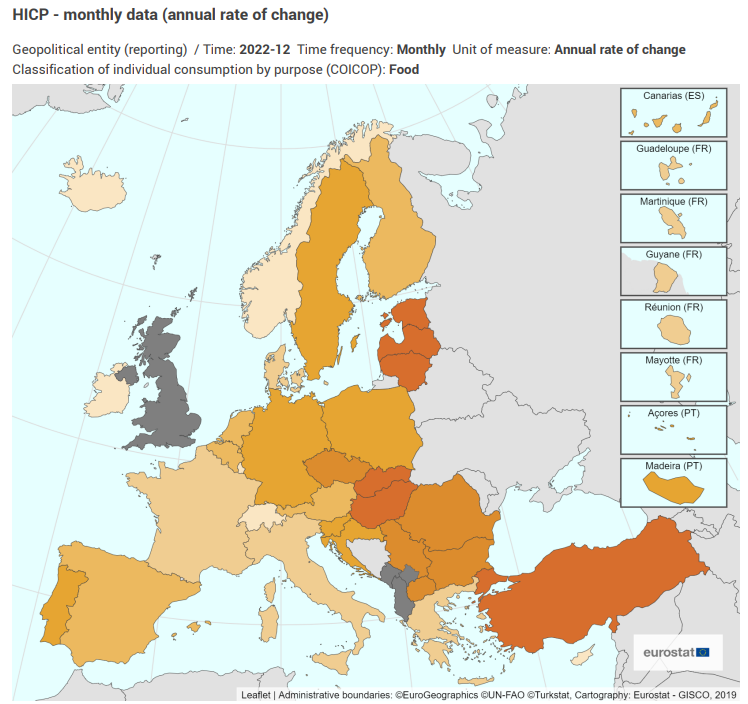 HICP - monthly data (annual rate of change)
Geopolitical entity (reporting) / Time: 2022-12 Time frequency: Monthly Unit of measure: Annual rate of change
Classification of individual consumption by purpose (COICOP): Food
Canarias (ES)
Guadeloupe (FR)
Martinique (FR)
Guyane (FR)
Réunion (FR)
Mayotte (FR)
Açores (PT)
Madeira (PT)
eurostat
Leaflet | Administrative boundaries: ©EuroGeographics ©UN-FAO ©Turkstat, Cartography: Eurostat - GISCO, 2019